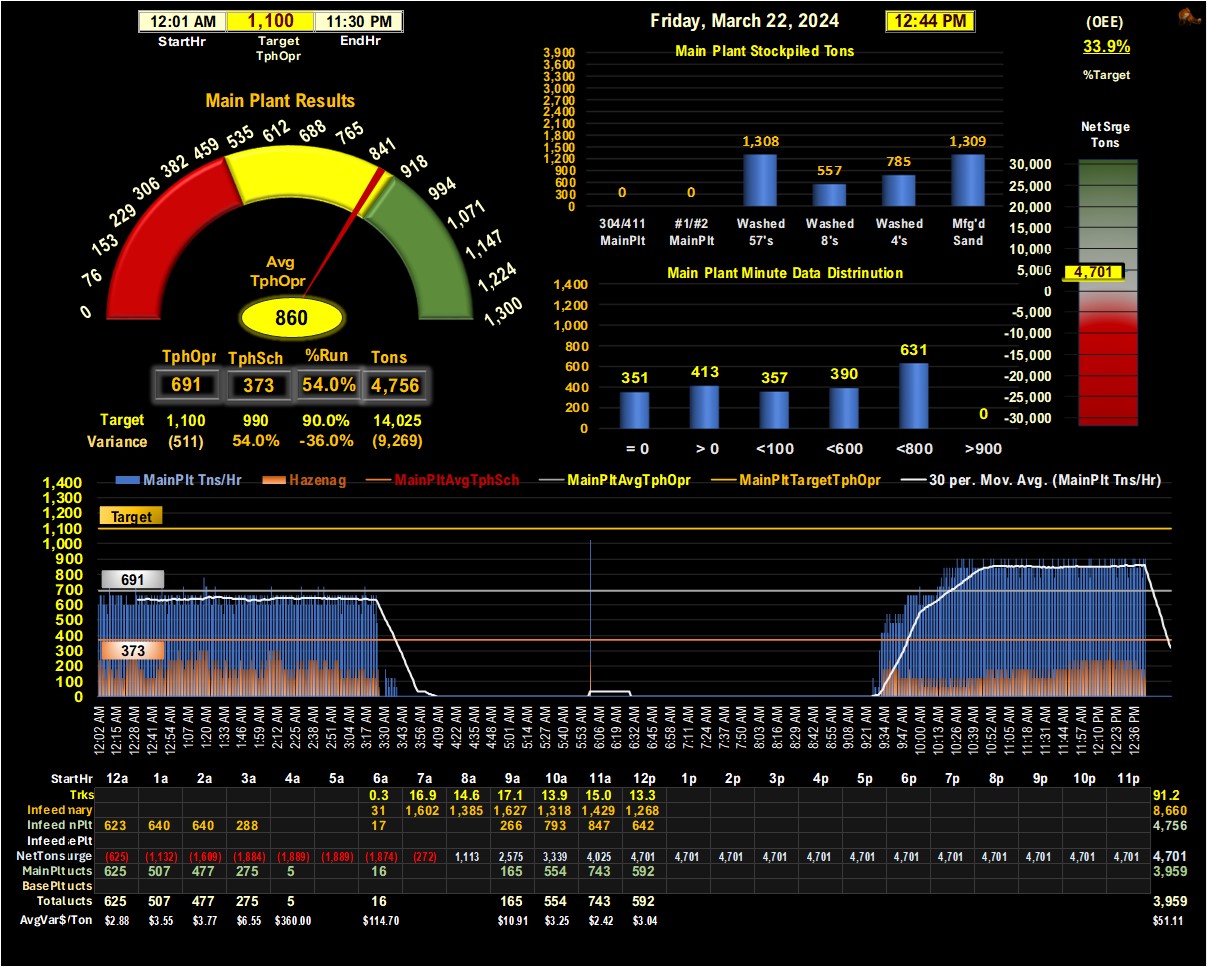 12:01 AM 1,100 11:30 PM
StartHr Target TphOpr EndHr
Friday, March 22, 2024 12:44 PM
(OEE)
33.9%
%Target
Main Plant Results
0 76 153 229 306 382 459 535 612 688 765 841 918 994 1,071 1,147 1,224 1,300
Avg
TphOpr
860
TphOpr TphSch %Run Tons
691 373 54.0% 4,756
Target 1,100 990 90.0% 14,025
Variance (511) 54.0% -36.0% (9,269)
Main Plant Stockpiled Tons
3,900
3,600
3,300
3,000
2,700
2,400
2,100
1,800
1,500
1,200
900
600
300
0
0 0 1,308 557 785 1,309
304/411 #1/#2 Washed Washed Washed Mfg'd
MainPlt MainPlt 57's 8's 4's Sand
Main Plant Minute Data Distrinution
1,400
1,200
1,000
800
600
400
200
0
351 413 357 390 631 0
= 0 > 0 <100 <600 <800 >900
NetSrge
Tons
30,000
25,000
20,000
15,000
10,000
5,000
0
-5,000
-10,000
-15,000
-20,000
-25,000
-30,000
4,701
MainPlt Tns/Hr Hazenag MainPltAvgTphSch MainPltAvgTphOpr MainPltTargetTphOpr 30 per. Mov. Avg. (MainPlt Tns/Hr)
1,400
1,300
1,200
1,100
1,000
900
800
700
600
500
400
300
200
100
0
Target
691
373
12:02 AM 12:15 AM 12:28 AM 12:41 AM 12:54 AM 1:07 AM 1:20 AM 1:33 AM 1:46 AM 1:59 AM 2:12 AM 2:25 AM 2:38 AM 2:51 AM 3:04 AM 3:17 AM 3:30 AM 3:43 AM 3:56 AM 4:09 AM 4:22 AM 4:35 AM 4:48 AM 5:01 AM 5:14 AM 5:27 AM 5:40 AM 5:53 AM 6:06 AM 6:19 AM 6:32 AM 6:45 AM 6:58 AM 7:11 AM 7:24 AM 7:37 AM 7:50 AM 8:03 AM 8:16 AM 8:29 AM 8:42 AM 8:55 AM 9:08 AM 9:21 AM 9:34 AM 9:47 AM 10:00 AM 10:13 AM 10:26 AM 10:39 AM 10:52 AM 11:05 AM 11:18 AM 11:31 AM 11:44 AM 11:57 AM 12:10 PM 12:23 PM 12:36 PM
StartHr 12a 1a 2a 3a 4a 5a 6a 7a 8a 9a 10a 11a 12p 1p 2p 3p 4p 5p 6p 7p 8p 9p 10p 11p
Trks 0.3 16.9 14.6 17.1 13.9 15.0 13.3 91.2
Infeed nary 31 1,602 1,385 1,627 1,318 1,429 1,268 8,660
Infeed nPlt 623 640 640 288 17 266 793 847 642 4,756
Infeed ePlt
NetTons urge (625) (1,132) (1,609) (1,884) (1,889) (1,889) (1,874) (272) 1,113 2,575 3,339 4,025 4,701 4,701 4,701 4,701 4,701 4,701 4,701 4,701 4,701 4,701 4,701 4,701 4,701
MainPlt ucts 625 507 477 275 5 16 165 554 743 592 3,959
BasePlt ucts
Total ucts 625 507 477 275 5 16 165 554 743 592 3,959
AvgVar$/Ton $2.88 $3.55 $3.77 $6.55 $360.00 $114.70 $10.91 $3.25 $2.42 $3.04 $51.11